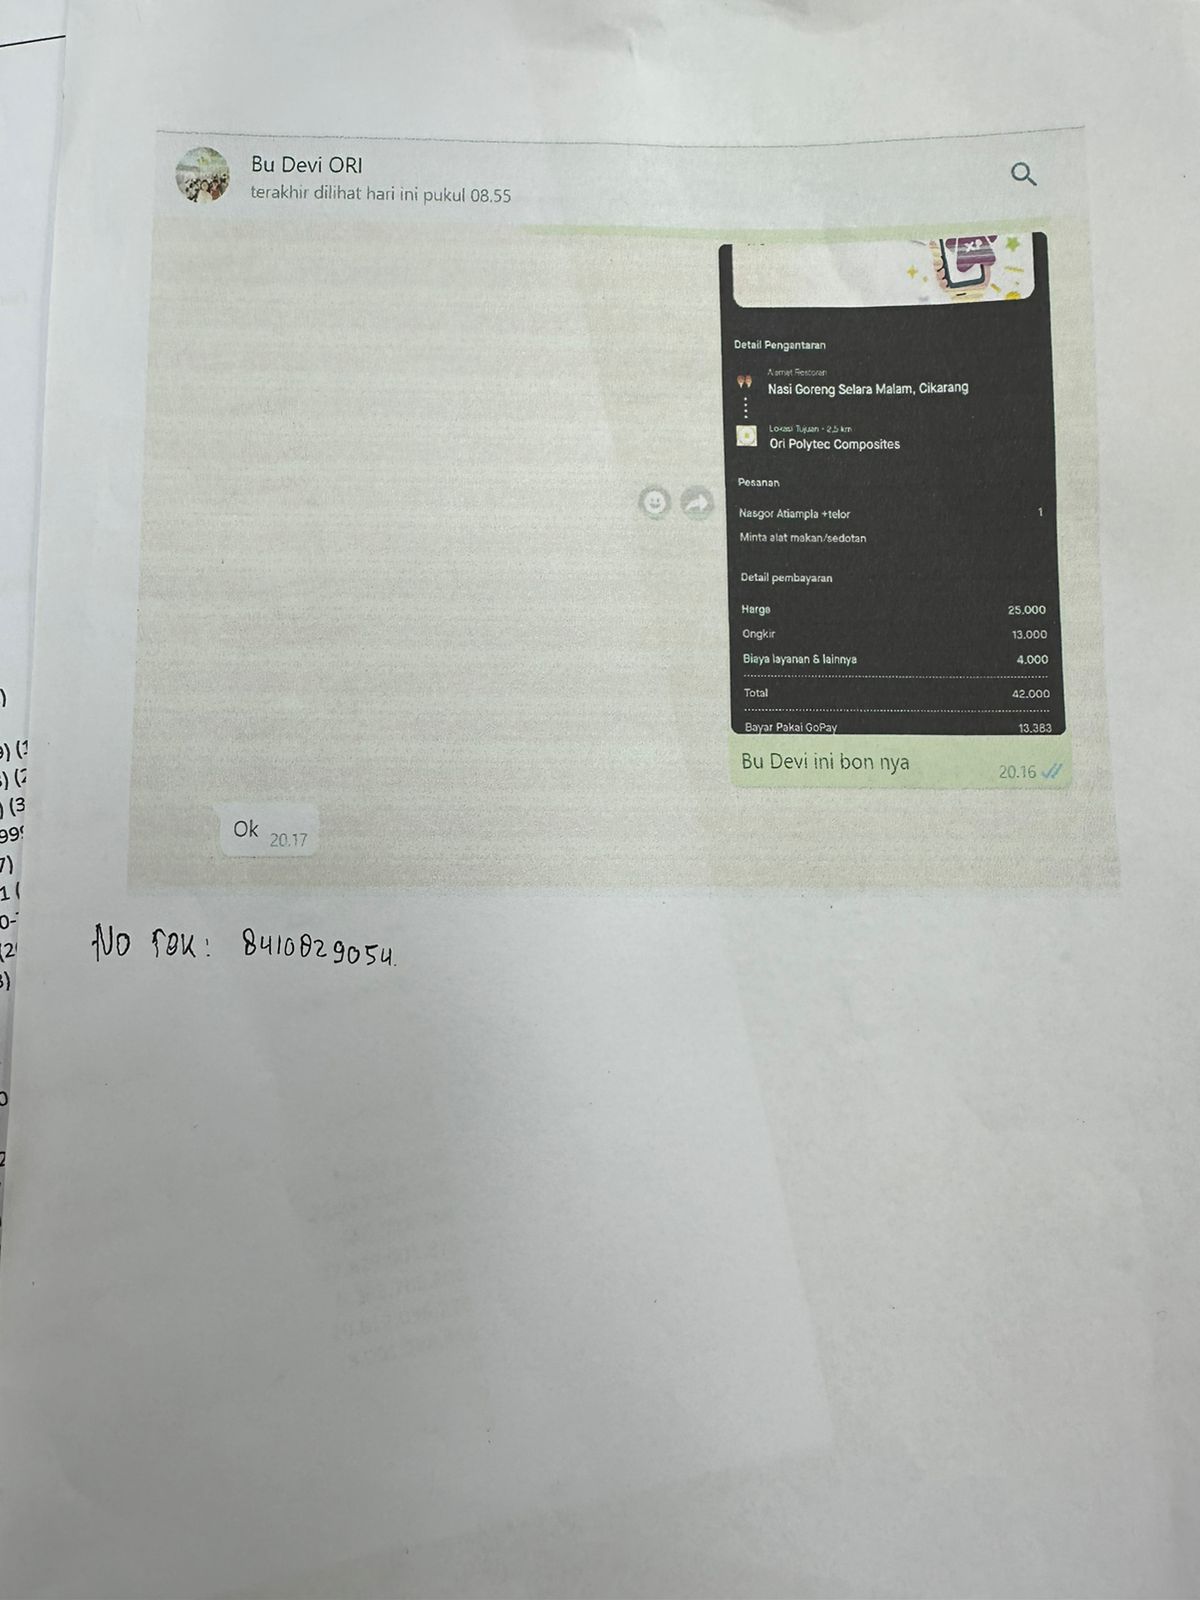 Bu Devi ORI
terakhir dilihat hari ini pukul 08.55
Detail Pengantaran
Alamat Restoran
Nasi Goreng Selara Malam, Cikarang
Lokasi Tujuan • 2,5 km
Ori Polytec Composites
Pesanan
Nasgor Atiampla +telor 1
Minta alat makan/sedotan
Detail pembayaran
Harga 25.000
Ongkir 13.000
Biaya layanan & lainnya 4.000
Total 42.000
Bayar Pakai GoPay 13.383
Bu Devi ini bon nya
20.16
Ok 20.17
No Rek: 8410829054.